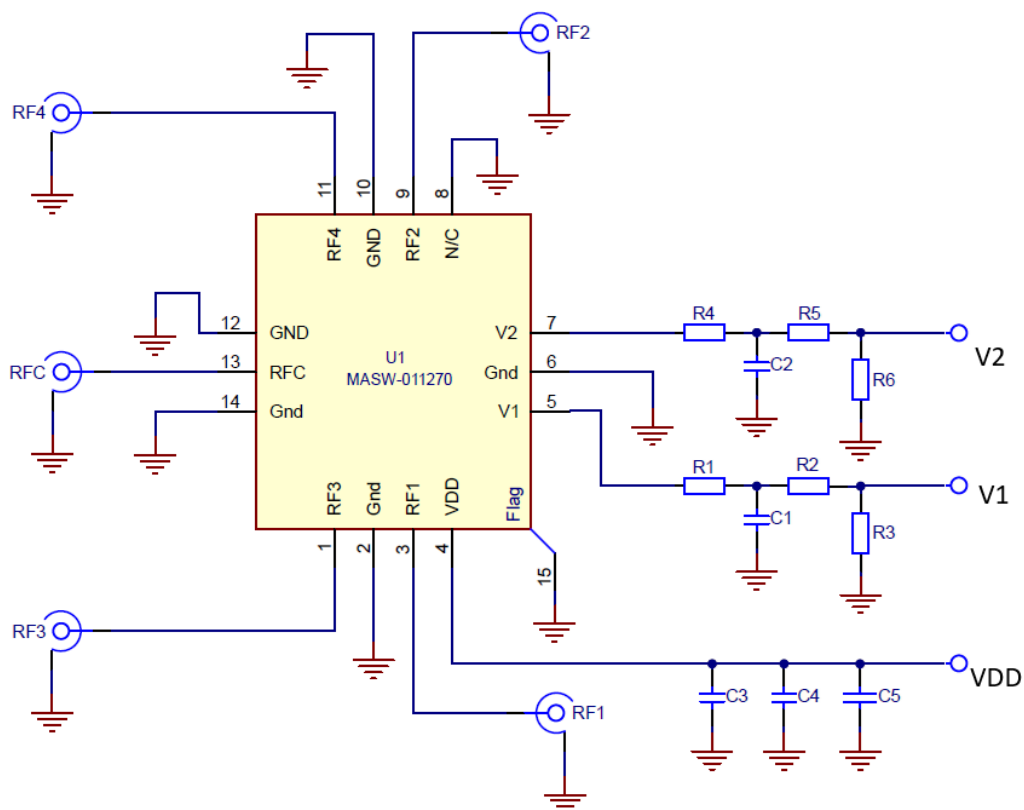 RF2
RF4
11
10
9
8
RF4
GND
RF2
N/C
12
GND
V2
7
R4
R5
V2
C2
R6
RFC
13
RFC
U1
MASW-011270
Gnd
6
14
Gnd
V1
5
R1
R2
V1
C1
R3
RF3
Gnd
RF1
VDD
Flag
1
2
3
4
15
RF3
VDD
C3
C4
C5
RF1